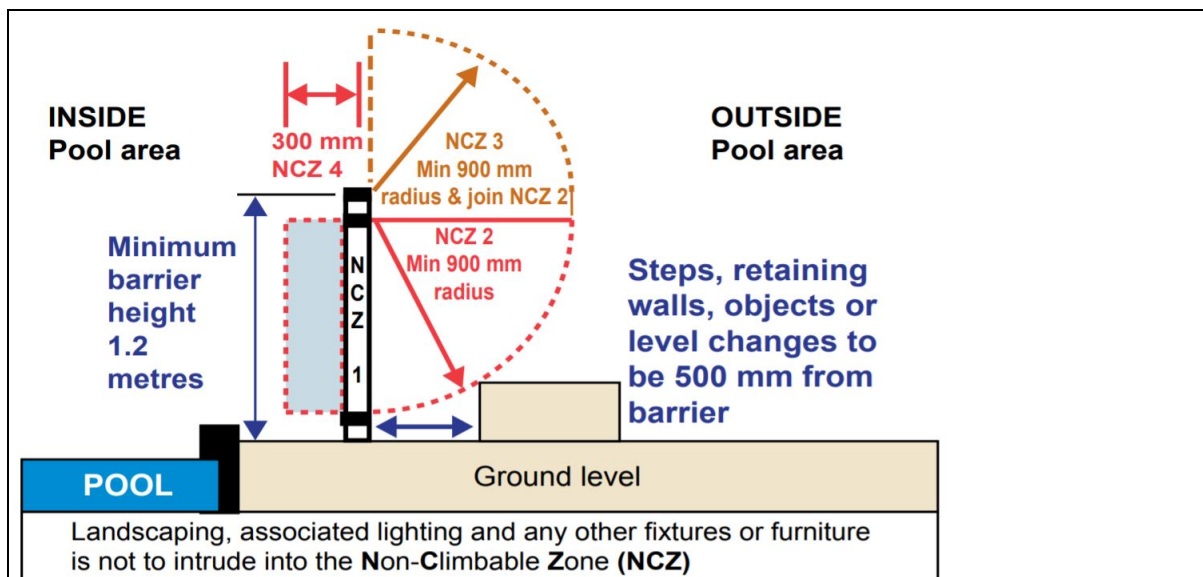 INSIDE
Pool area
300 mm
NCZ 4
NCZ 3
Min 900 mm
radius & join NCZ 2
OUTSIDE
Pool area
Minimum
barrier
height
1.2
metres
N
C
Z
1
NCZ 2
Min 900 mm
radius
Steps, retaining
walls, objects or
level changes to
be 500 mm from
barrier
POOL
Ground level
Landscaping, associated lighting and any other fixtures or furniture
is not to intrude into the Non-Climbable Zone (NCZ)